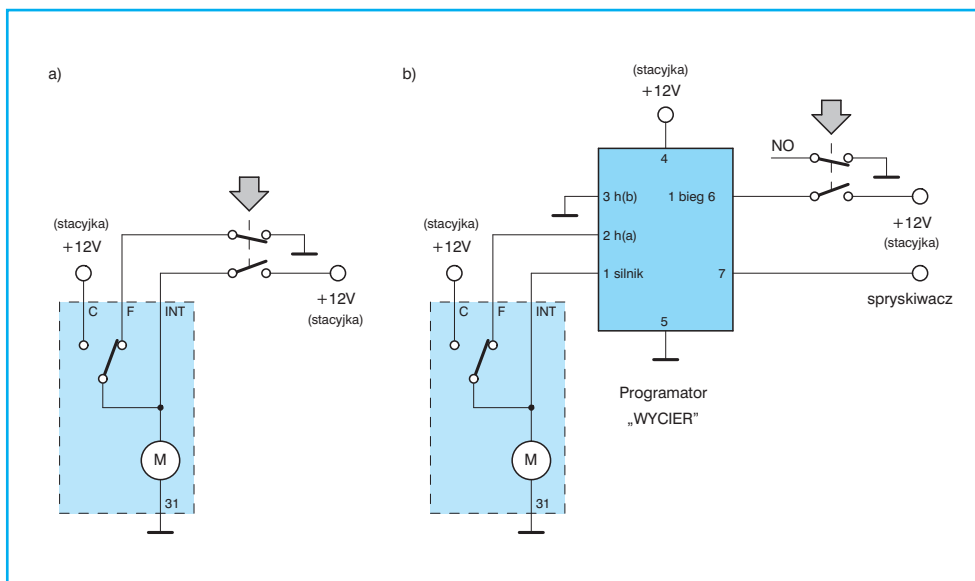 a)
(stacyjka)
+12V
+12V
(stacyjka)
C F INT
M
31
b)
(stacyjka)
+12V
NO
4
3 h(b) 1 bieg 6
+12V
(stacyjka)
2 h(a)
(stacyjka)
+12V
1 silnik 7
spryskiwacz
5
C F INT
Programator
„WYCIER”
M
31